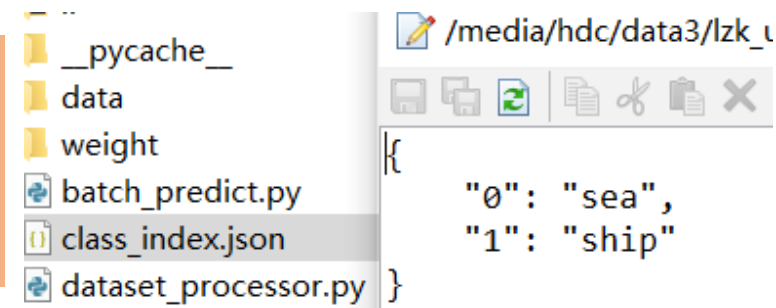 __pycache__
data
weight
batch_predict.py
class_index.json
dataset_processor.py
/media/hdc/data3/lzk_u
{
"0": "sea",
"1": "ship"
}